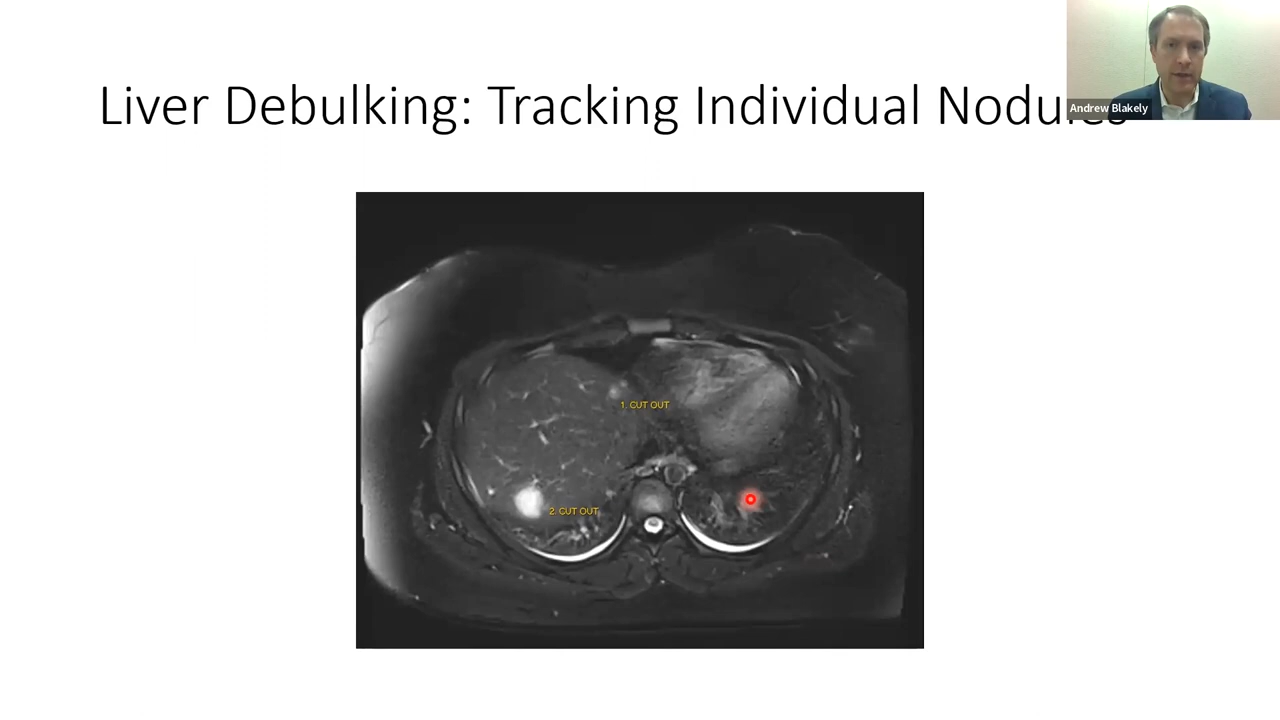 Liver Debulking: Tracking Individual Nodules
Andrew Blakely
1. CUT OUT
2. CUT OUT